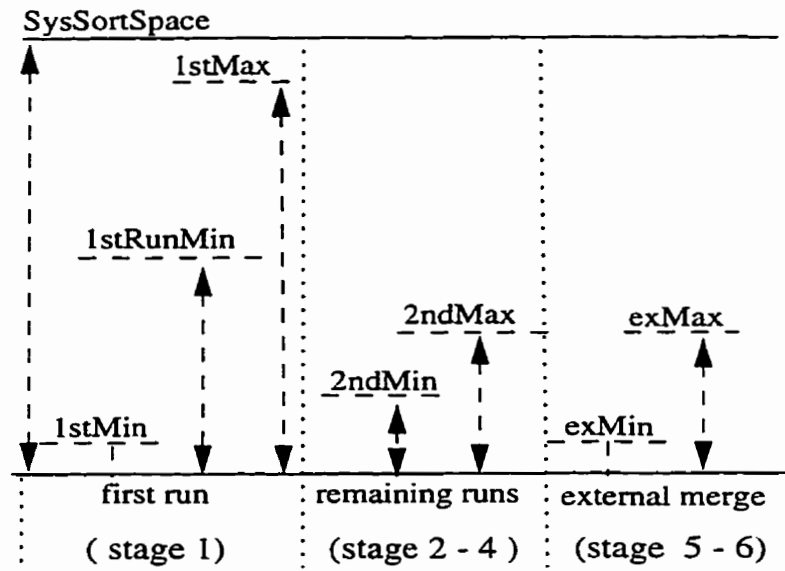 SysSortSpace
1stMax
1stRunMin
2ndMax
exMax
2ndMin
1stMin
exMin
first run
remaining runs
external merge
( stage 1)
(stage 2 - 4 )
(stage 5 - 6)